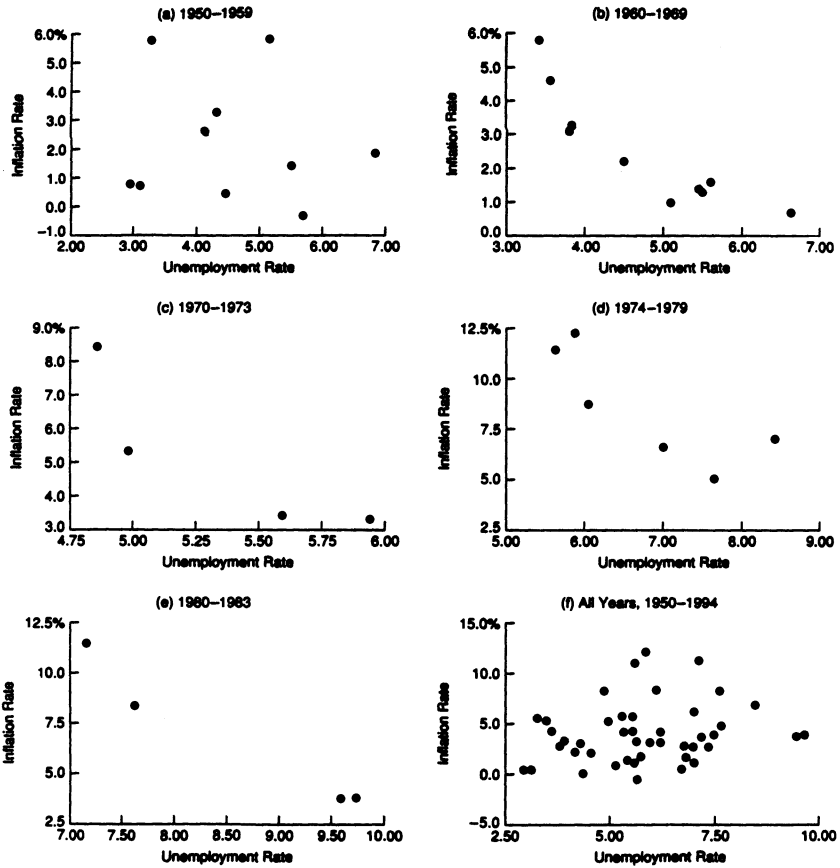 (a) 1950–1959
6.0%
5.0
4.0
3.0
2.0
1.0
0.0
−1.0
Inflation Rate
2.00 3.00 4.00 5.00 6.00 7.00
Unemployment Rate
(b) 1960–1969
6.0%
5.0
4.0
3.0
2.0
1.0
0.0
Inflation Rate
3.00 4.00 5.00 6.00 7.00
Unemployment Rate
(c) 1970–1973
9.0%
8.0
7.0
6.0
5.0
4.0
3.0
Inflation Rate
4.75 5.00 5.25 5.50 5.75 6.00
Unemployment Rate
(d) 1974–1979
12.5%
10.0
7.5
5.0
2.5
Inflation Rate
5.00 6.00 7.00 8.00 9.00
Unemployment Rate
(e) 1980–1983
12.5%
10.0
7.5
5.0
2.5
Inflation Rate
7.00 7.50 8.00 8.50 9.00 9.50 10.00
Unemployment Rate
(f) All Years, 1950–1994
15.0%
10.0
5.0
0.0
−5.0
Inflation Rate
2.50 5.00 7.50 10.00
Unemployment Rate